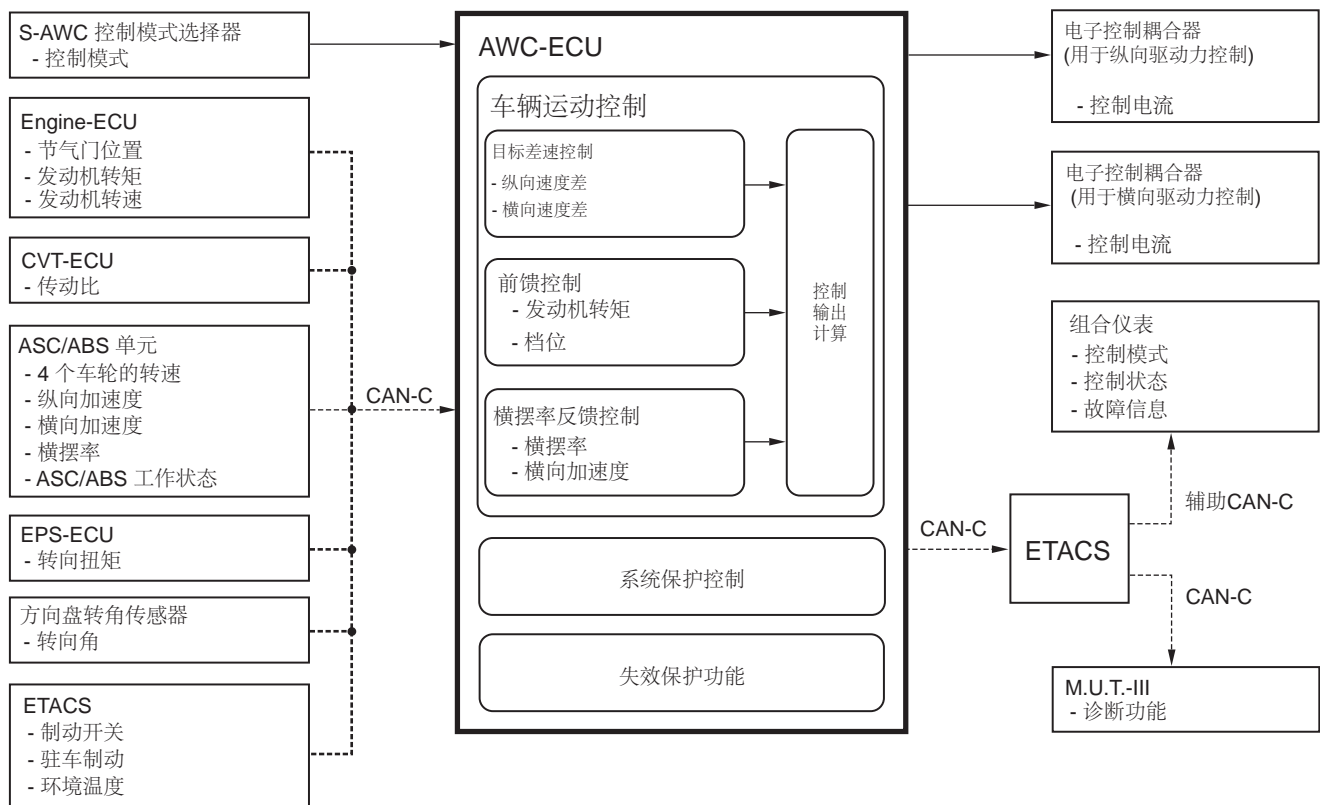 S-AWC 控制模式选择器
- 控制模式
Engine-ECU
- 节气门位置
- 发动机转矩
- 发动机转速
CVT-ECU
- 传动比
ASC/ABS 单元
- 4 个车轮的转速
- 纵向加速度
- 横向加速度
- 横摆率
- ASC/ABS 工作状态
EPS-ECU
- 转向扭矩
方向盘转角传感器
- 转向角
ETACS
- 制动开关
- 驻车制动
- 环境温度
CAN-C
AWC-ECU
车辆运动控制
目标差速控制
- 纵向速度差
- 横向速度差
前馈控制
- 发动机转矩
- 档位
横摆率反馈控制
- 横摆率
- 横向加速度
控制
输出
计算
系统保护控制
失效保护功能
电子控制耦合器
(用于纵向驱动力控制)
- 控制电流
电子控制耦合器
(用于横向驱动力控制)
- 控制电流
组合仪表
- 控制模式
- 控制状态
- 故障信息
辅助CAN-C
CAN-C
ETACS
CAN-C
M.U.T.-III
- 诊断功能